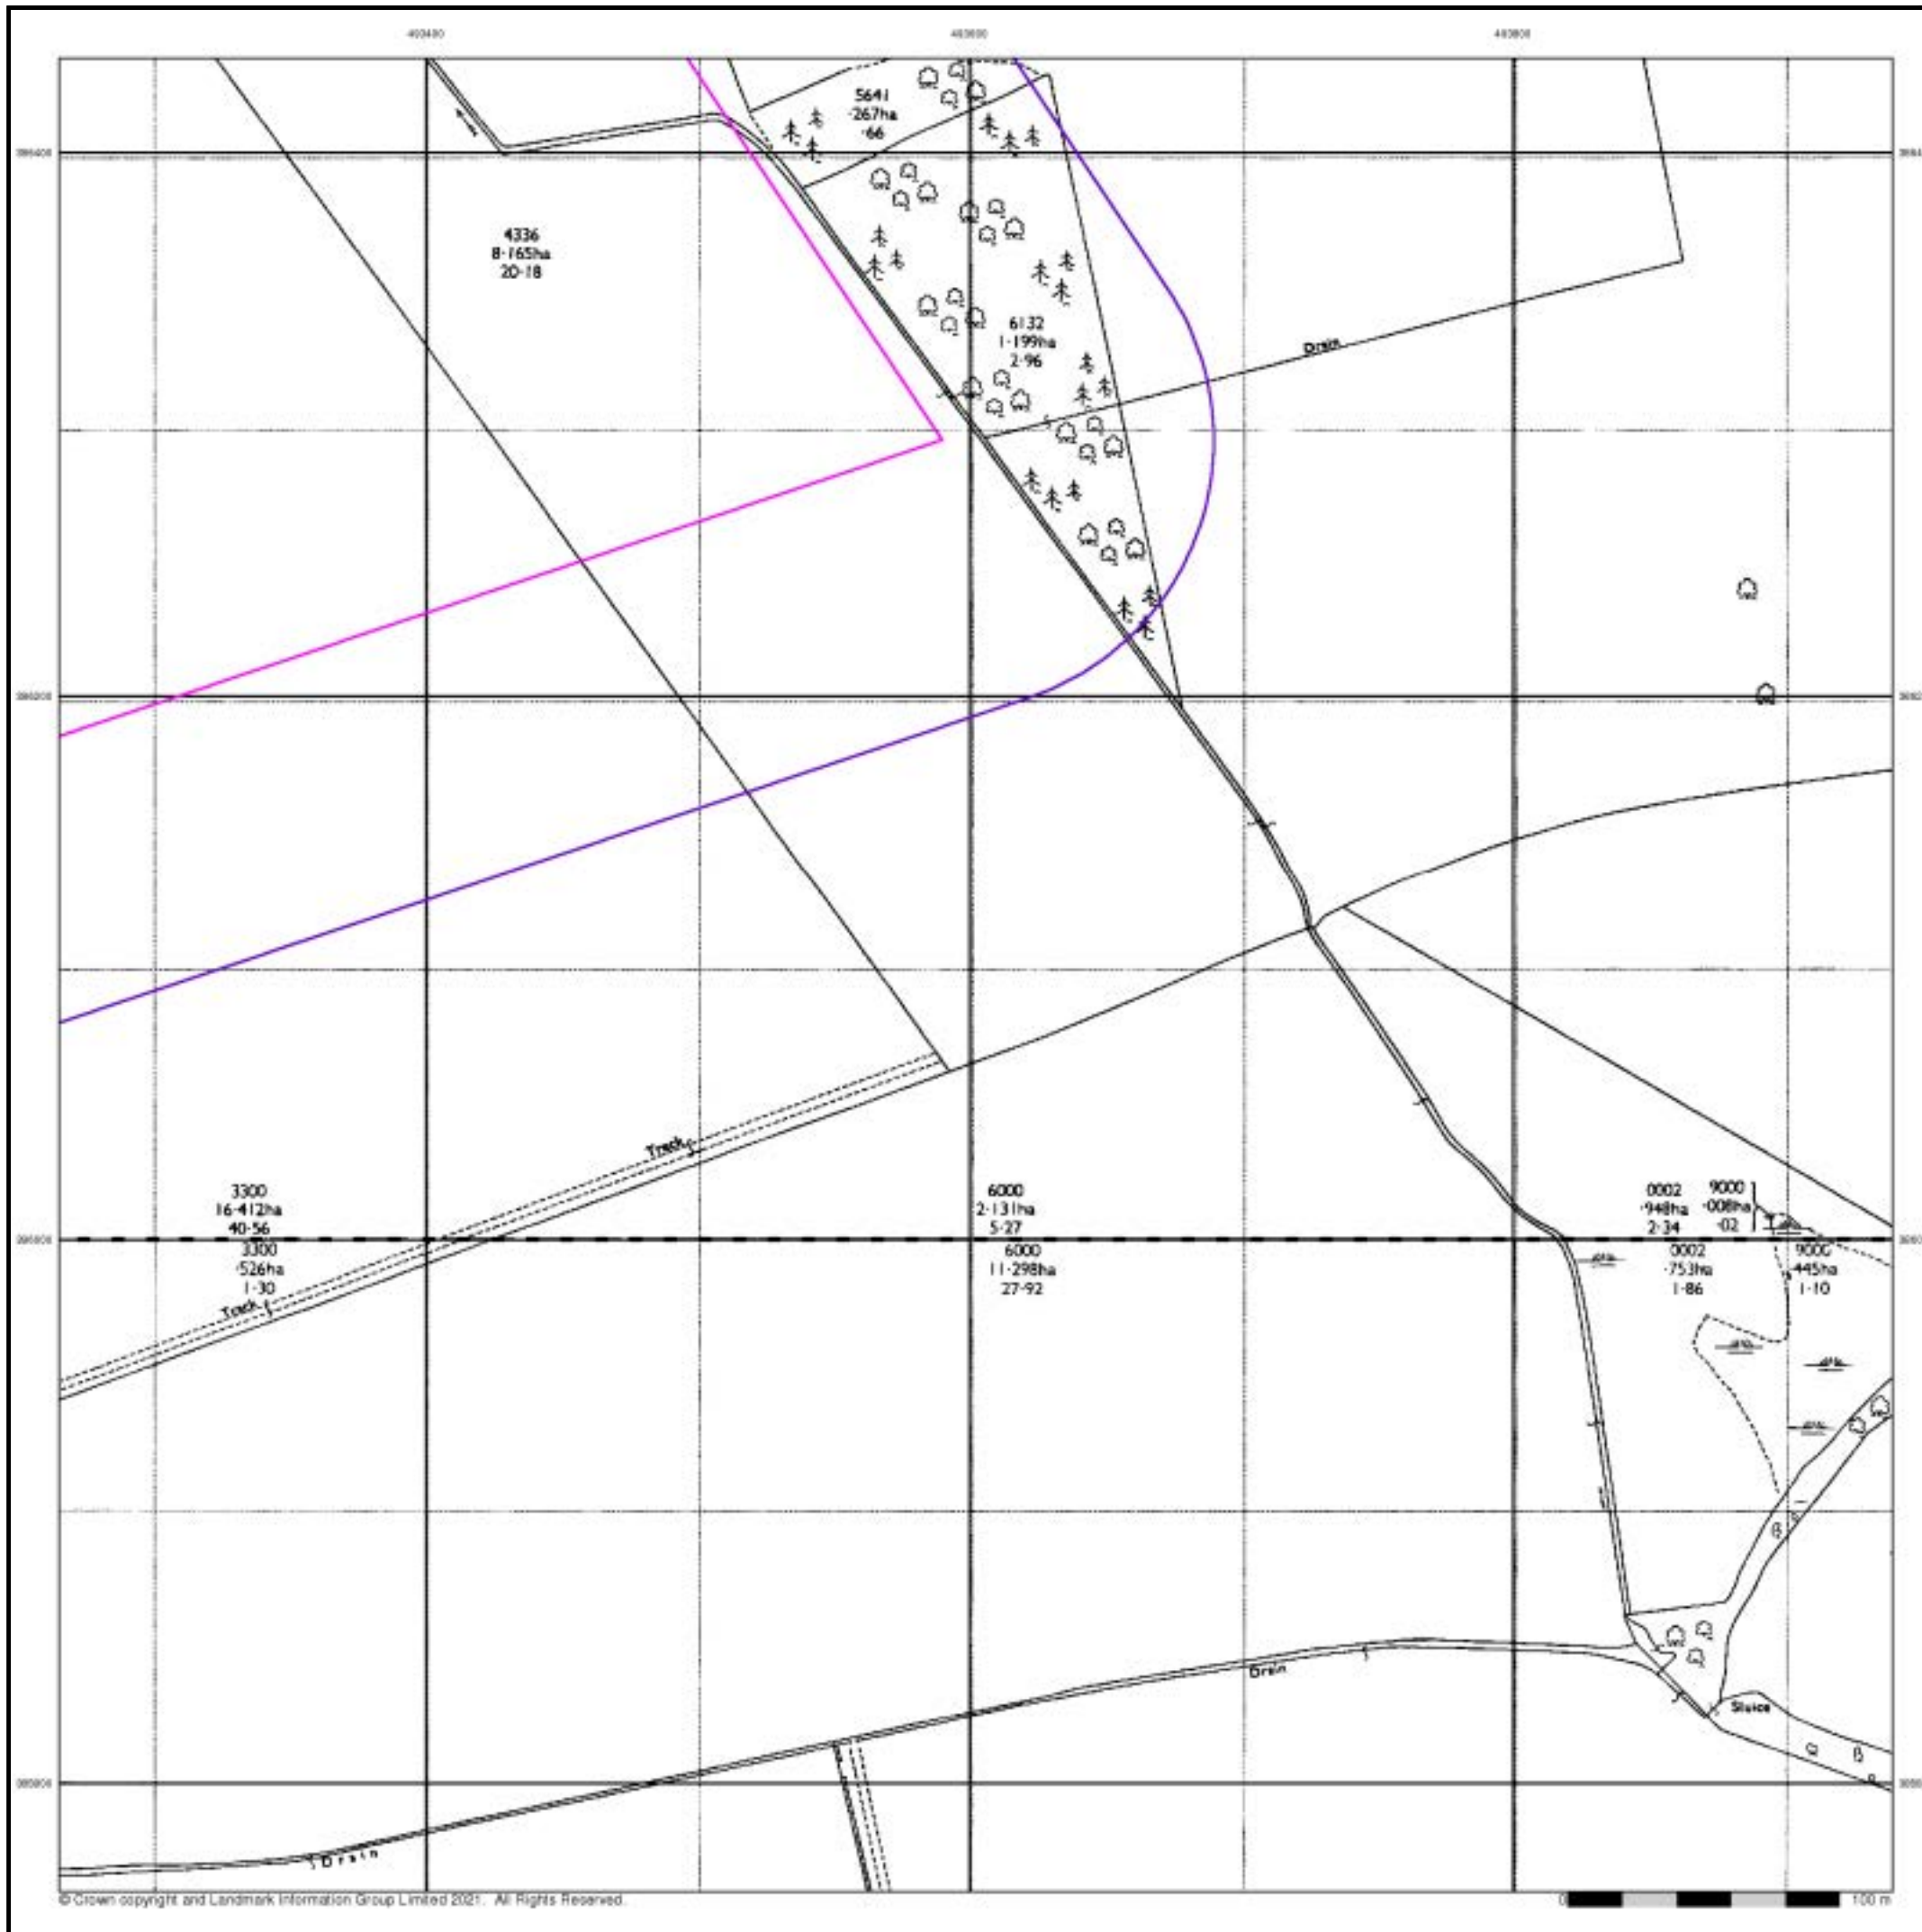 493400
493600
493800
5641
·267ha
·66
4336
8·165ha
20·18
6132
1·199ha
2·96
Drain
Track
3300
16·412ha
40·56
3300
·526ha
1·30
Track
6000
2·131ha
5·27
6000
11·298ha
27·92
0002
·948ha
2·34
9000
·008ha
·02
0002
·753ha
1·86
9000
·445ha
1·10
Drain
Sluice
Drain
© Crown copyright and Landmark Information Group Limited 2021. All Rights Reserved.
0
100 m